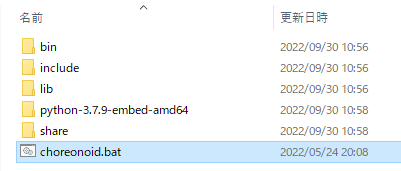 名前 更新日時
bin 2022/09/30 10:56
include 2022/09/30 10:56
lib 2022/09/30 10:56
python-3.7.9-embed-amd64 2022/09/30 10:58
share 2022/09/30 10:58
choreonoid.bat 2022/05/24 20:08